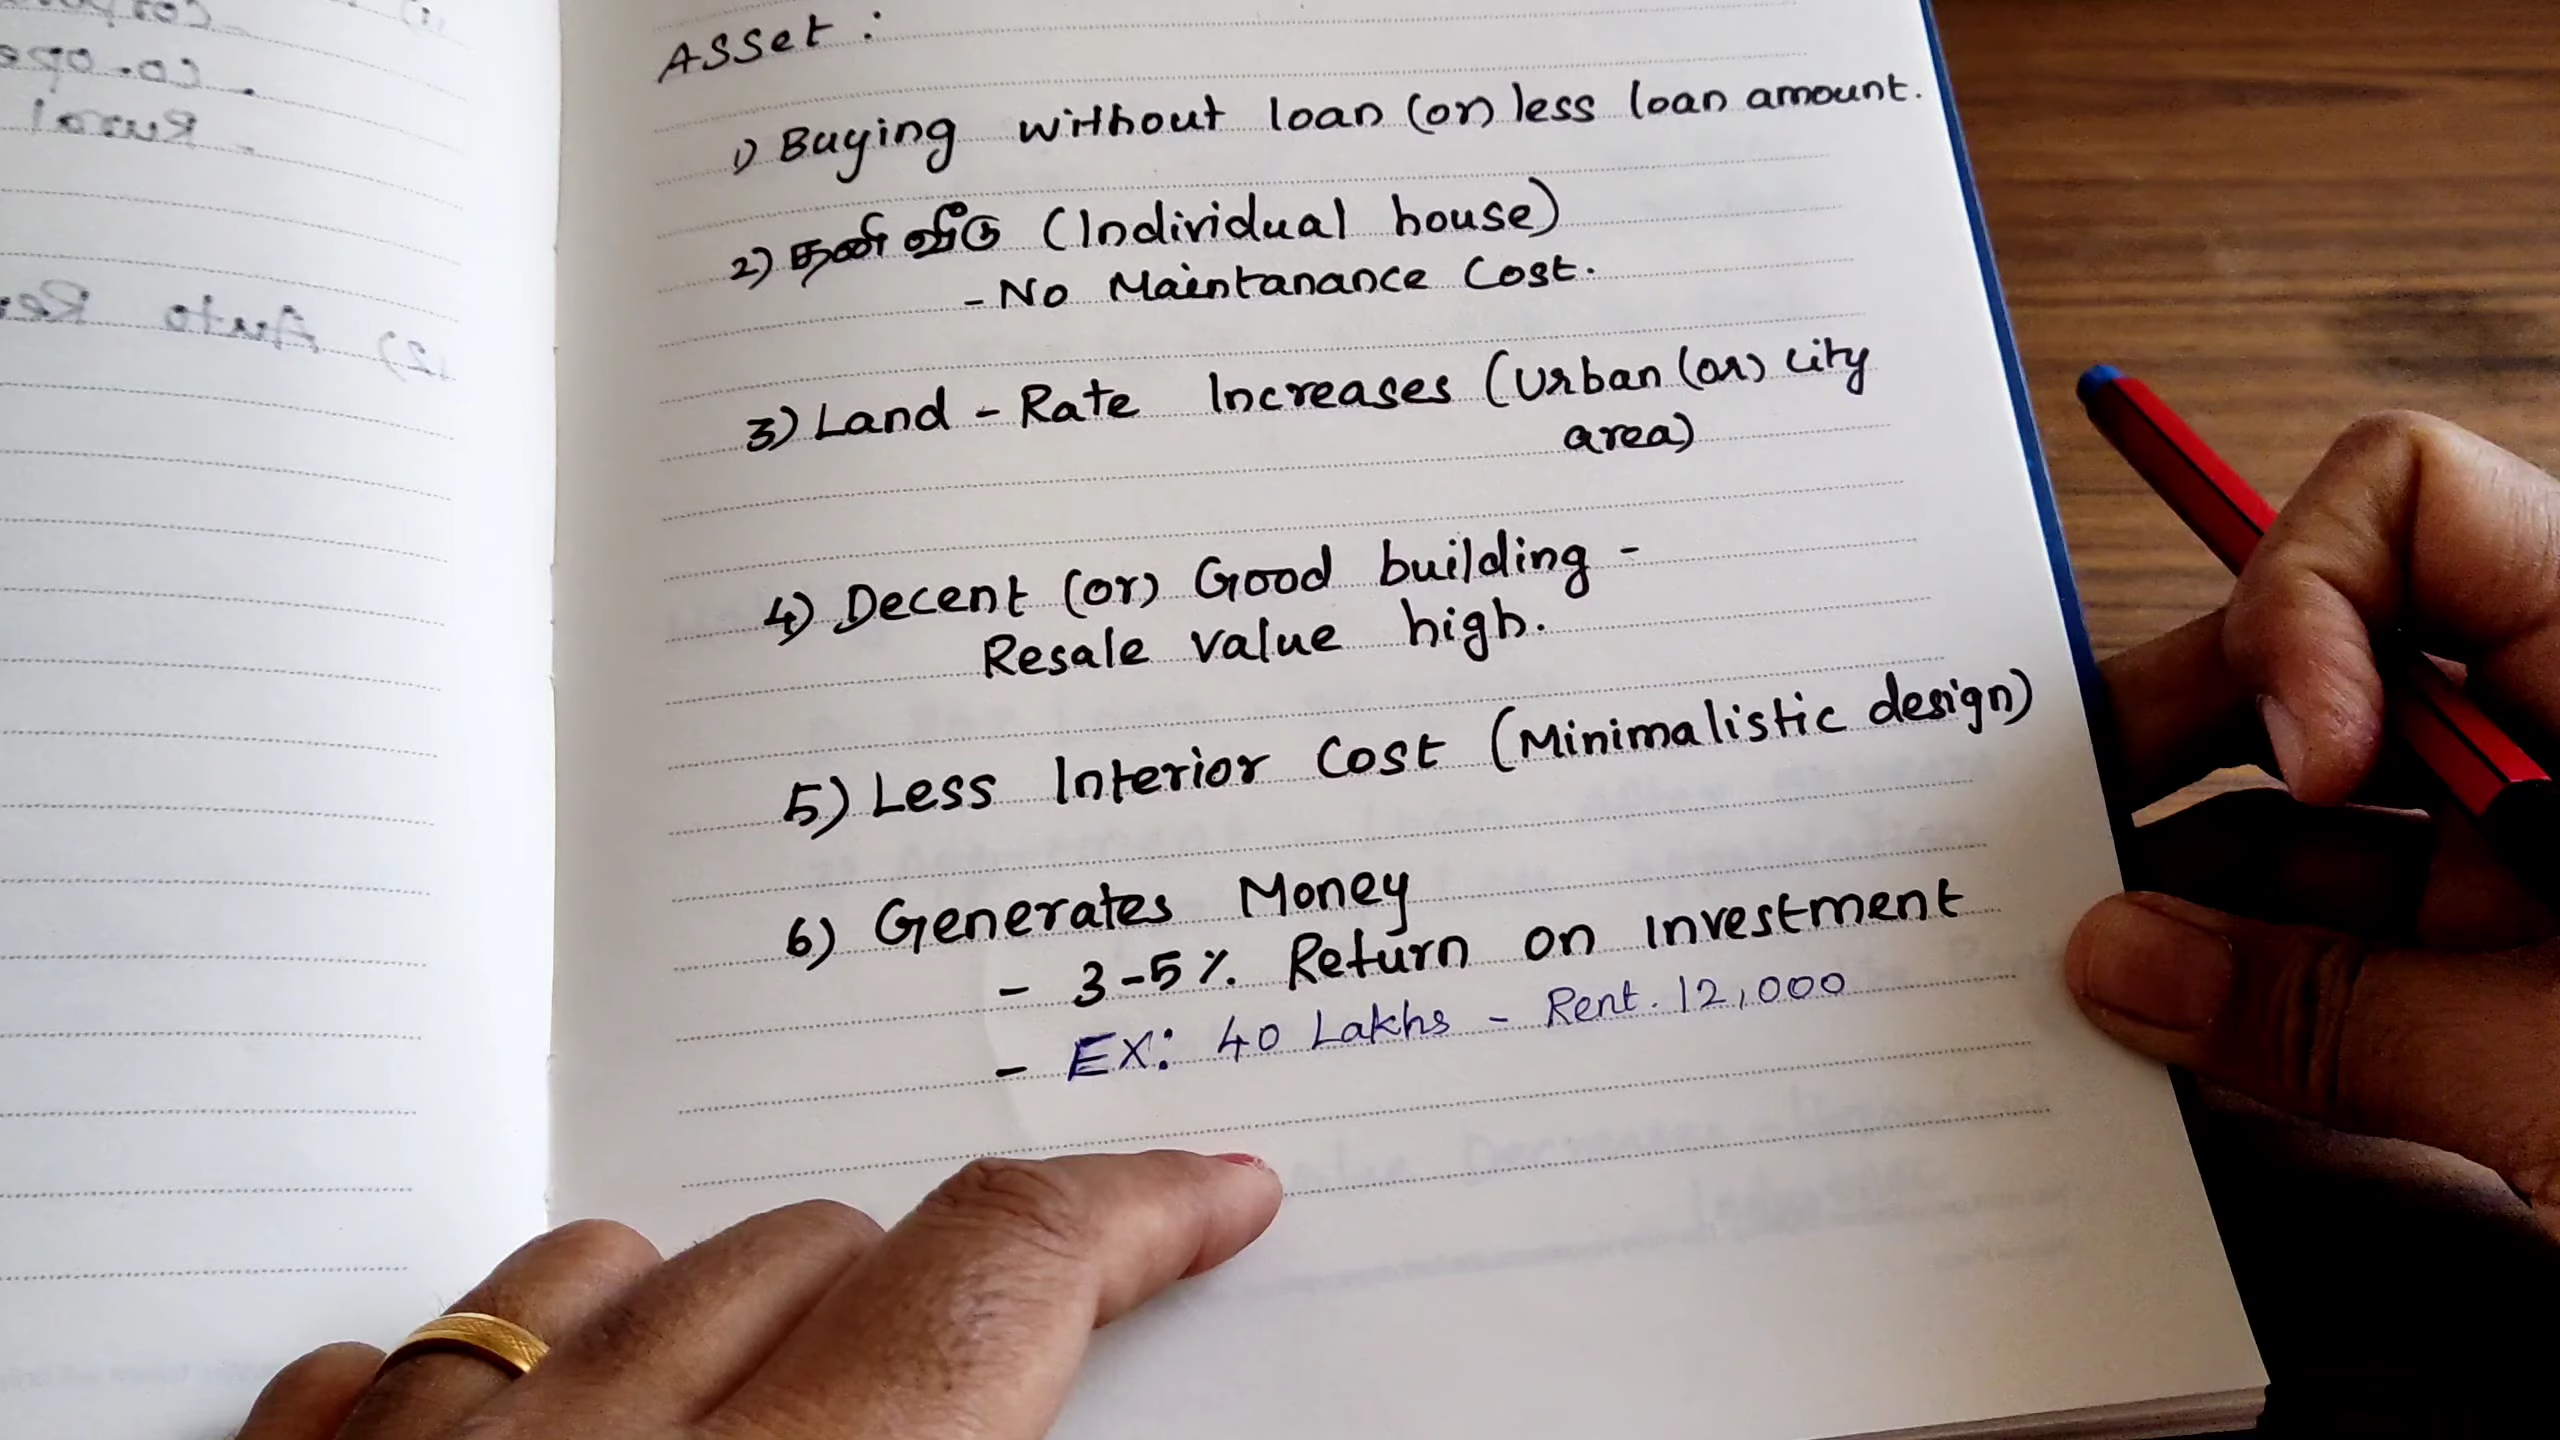 Asset :
1) Buying without loan (or) less loan amount.
2) தனி வீடு (Individual house)
- No Maintanance Cost.
3) Land - Rate Increases (Urban (or) city
area)
4) Decent (or) Good building -
Resale value high.
5) Less Interior Cost (Minimalistic design)
6) Generates Money
- 3-5% Return on investment
- EX: 40 Lakhs - Rent. 12,000